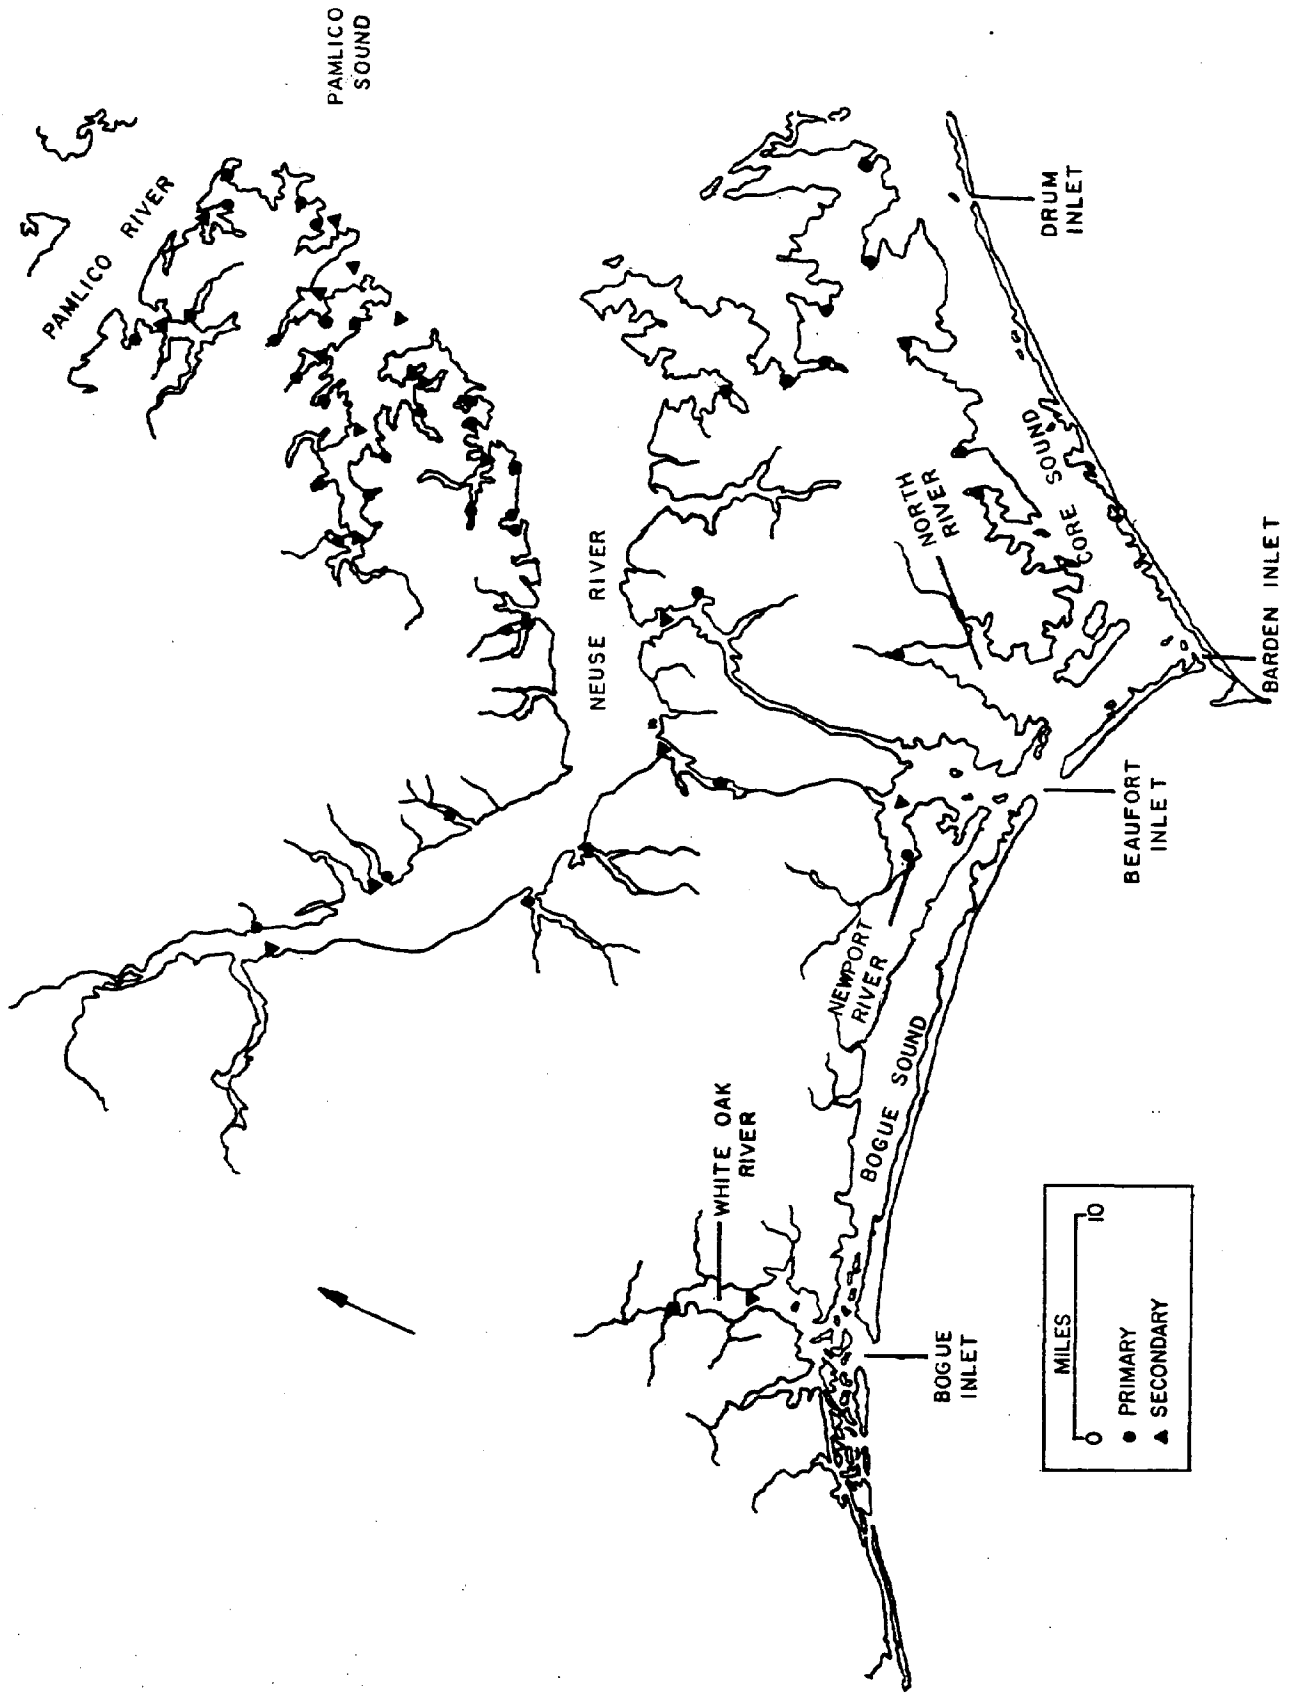 PAMLICO
SOUND
PAMLICO RIVER
DRUM
INLET
NORTH
RIVER
CORE SOUND
NEUSE RIVER
BARDEN INLET
BEAUFORT
INLET
NEWPORT
RIVER
BOGUE SOUND
WHITE OAK
RIVER
BOGUE
INLET
MILES
0 10
● PRIMARY
▲ SECONDARY